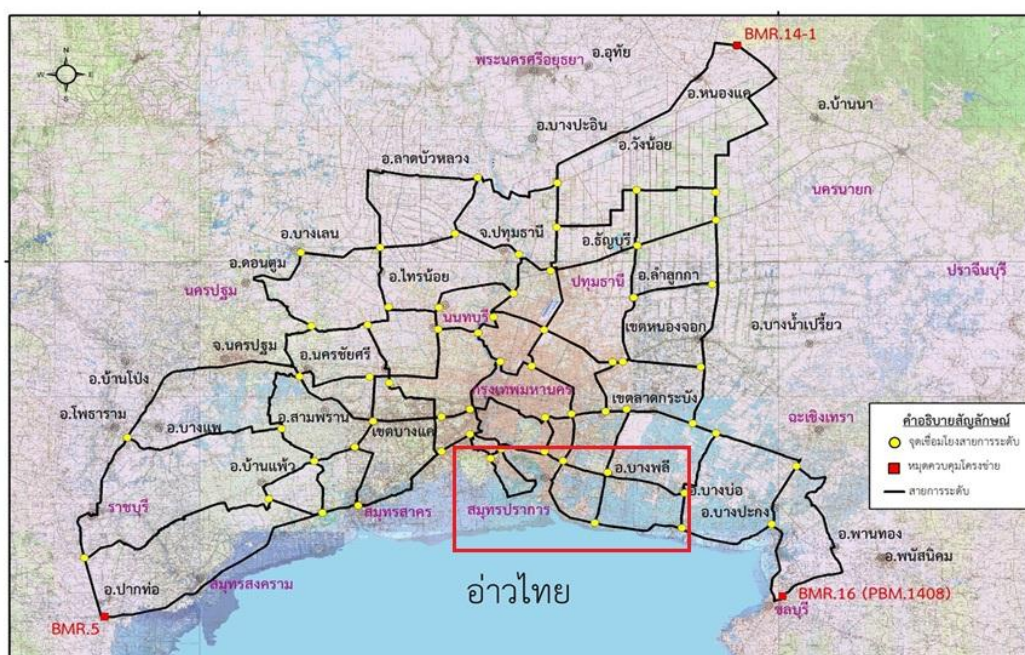 BMR.14-1
อ.อุทัย
พระนครศรีอยุธยา
อ.หนองแค
อ.บ้านนา
อ.บางปะอิน
อ.วังน้อย
อ.ลาดบัวหลวง
นครนายก
อ.บางเลน
จ.ปทุมธานี
อ.ธัญบุรี
อ.ดอนตูม
อ.ไทรน้อย
อ.ลำลูกกา
ปราจีนบุรี
นครปฐม
ปทุมธานี
นนทบุรี
เขตหนองจอก
อ.บางน้ำเปรี้ยว
จ.นครปฐม
อ.นครชัยศรี
อ.บ้านโป่ง
กรุงเทพมหานคร
เขตลาดกระบัง
อ.โพธาราม
อ.บางแพ
อ.สามพราน
เขตบางแค
ฉะเชิงเทรา
คำอธิบายสัญลักษณ์
จุดเชื่อมโยงสายการระดับ
หมุดควบคุมโครงข่าย
สายการระดับ
อ.บ้านแพ้ว
อ.บางพลี
อ.บางบ่อ
ราชบุรี
สมุทรสาคร
สมุทรปราการ
อ.บางปะกง
อ.พานทอง
อ.พนัสนิคม
อ.ปากท่อ
สมุทรสงคราม
อ่าวไทย
BMR.16 (PBM.1408)
ชลบุรี
BMR.5
N
W
E
S